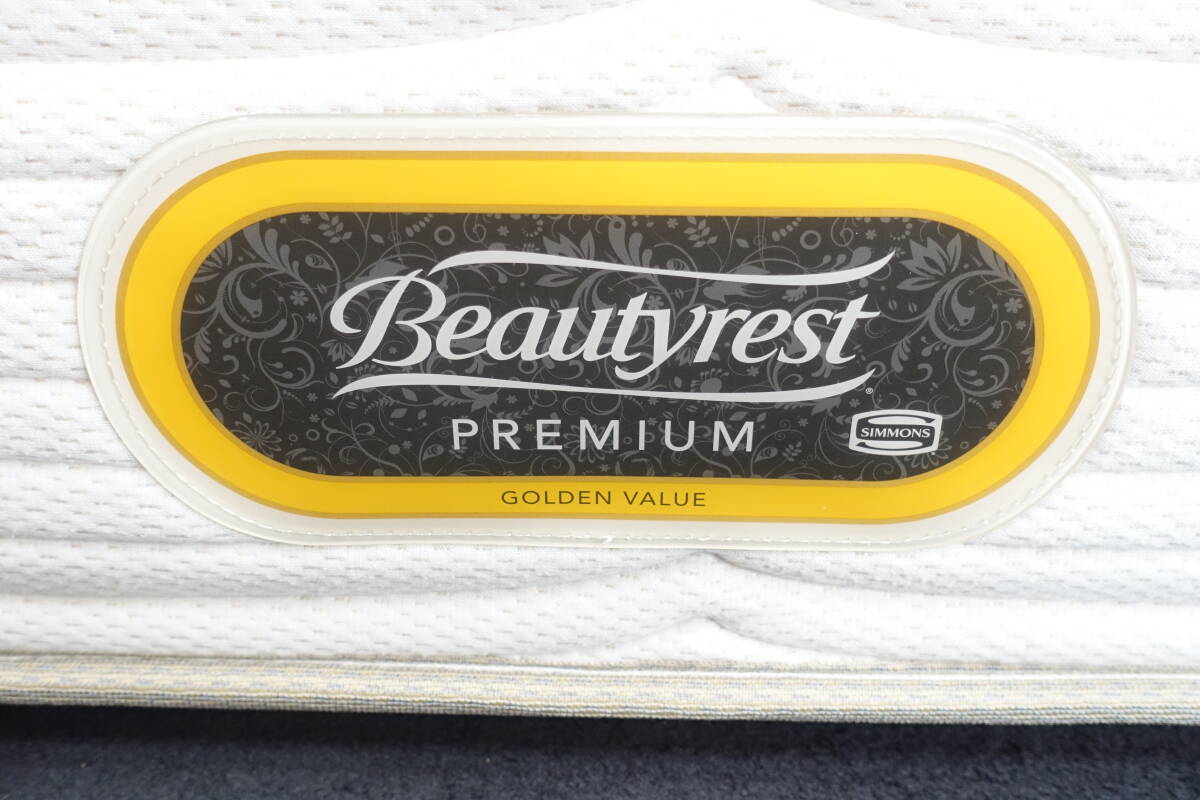 Beautyrest®
PREMIUM
SIMMONS
GOLDEN VALUE